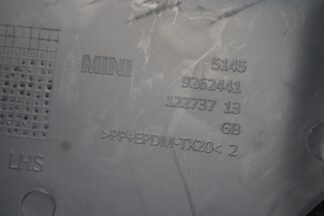 MINI
5145
9262441
122737 13
GB
>PP+EPDM-TX20< 2
LHS